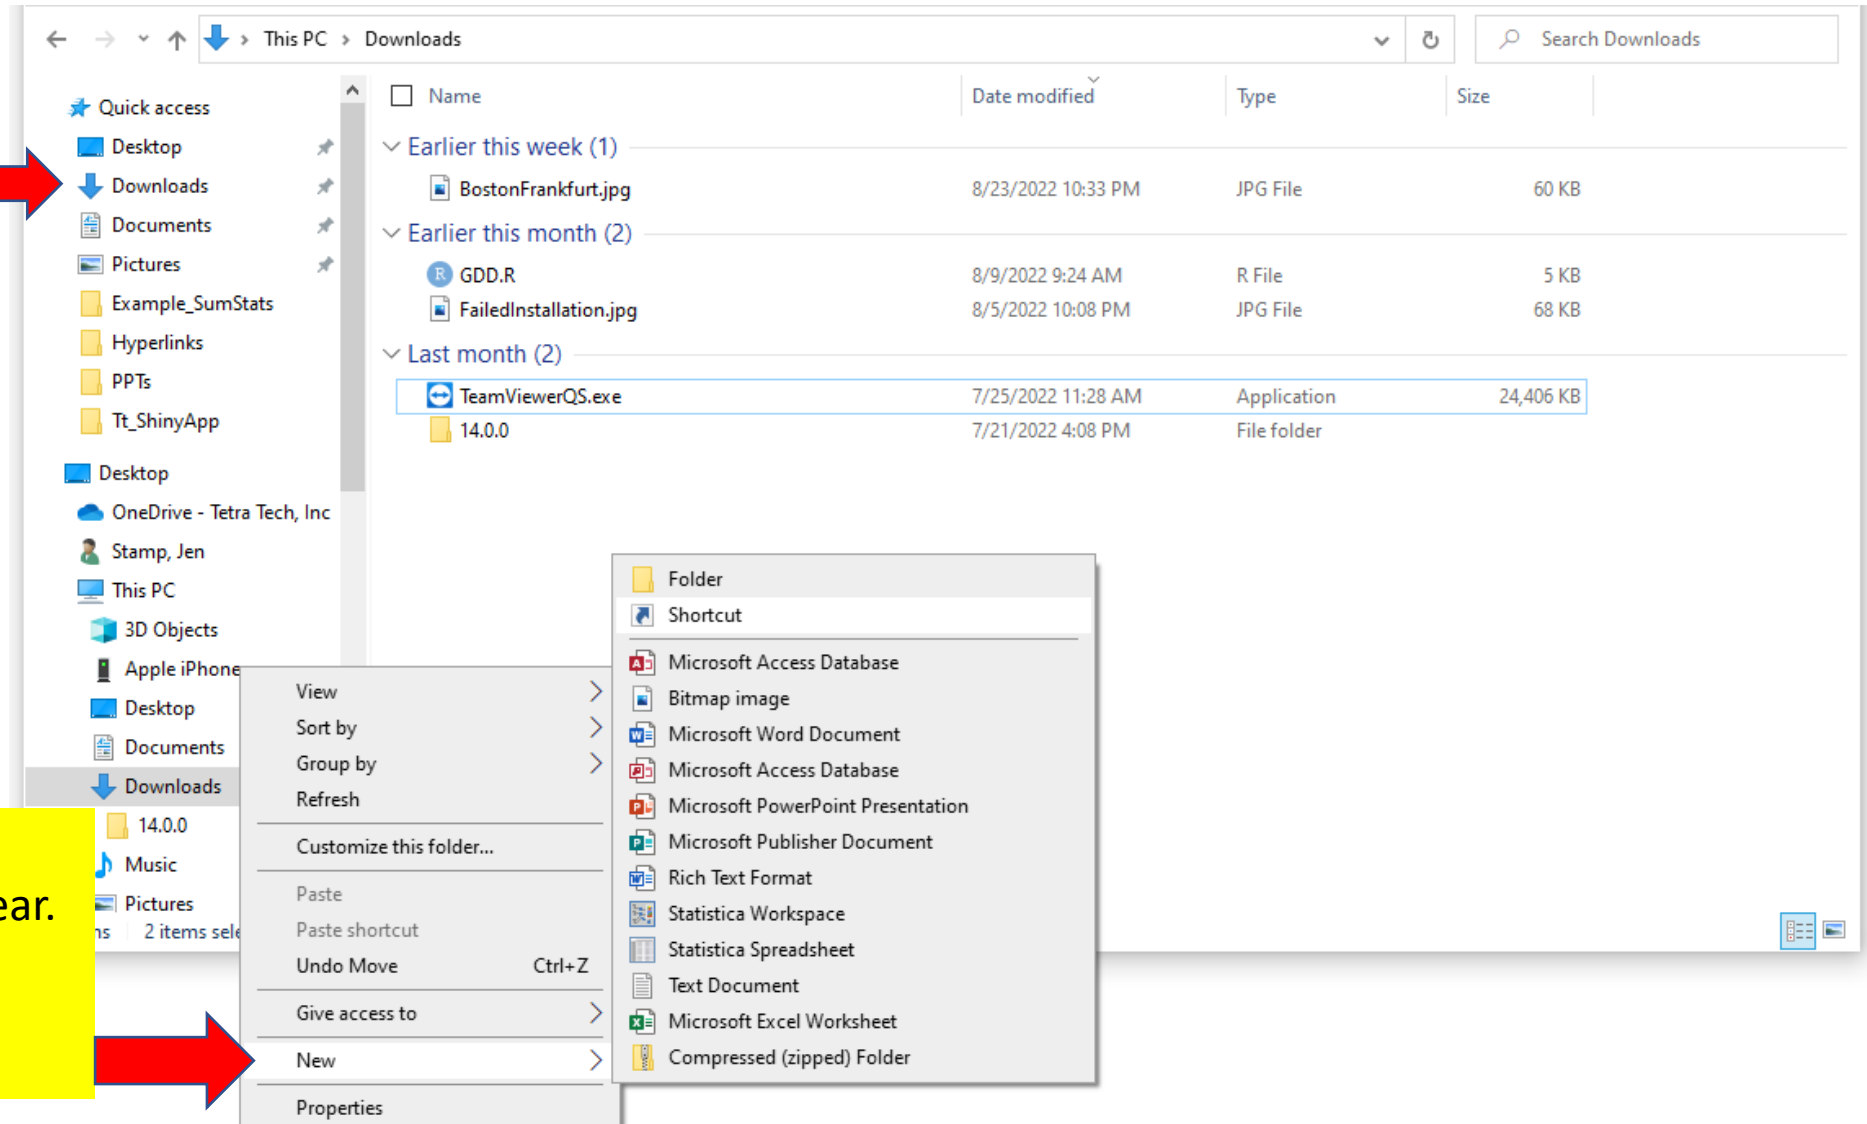 This PC > Downloads
Search Downloads
Name Date modified Type Size
Quick access
Desktop
Downloads
Documents
Pictures
Example_SumStats
Hyperlinks
PPTs
Tt_ShinyApp
Desktop
OneDrive - Tetra Tech, Inc
Stamp, Jen
This PC
3D Objects
Apple iPhone
Desktop
Documents
Downloads
14.0.0
Music
Pictures
2 items sele
Earlier this week (1)
BostonFrankfurt.jpg 8/23/2022 10:33 PM JPG File 60 KB
Earlier this month (2)
GDD.R 8/9/2022 9:24 AM R File 5 KB
FailedInstallation.jpg 8/5/2022 10:08 PM JPG File 68 KB
Last month (2)
TeamViewerQS.exe 7/25/2022 11:28 AM Application 24,406 KB
14.0.0 7/21/2022 4:08 PM File folder
View
Sort by
Group by
Refresh
Customize this folder...
Paste
Paste shortcut
Undo Move Ctrl+Z
Give access to
New
Properties
Folder
Shortcut
Microsoft Access Database
Bitmap image
Microsoft Word Document
Microsoft Access Database
Microsoft PowerPoint Presentation
Microsoft Publisher Document
Rich Text Format
Statistica Workspace
Statistica Spreadsheet
Text Document
Microsoft Excel Worksheet
Compressed (zipped) Folder
ear.